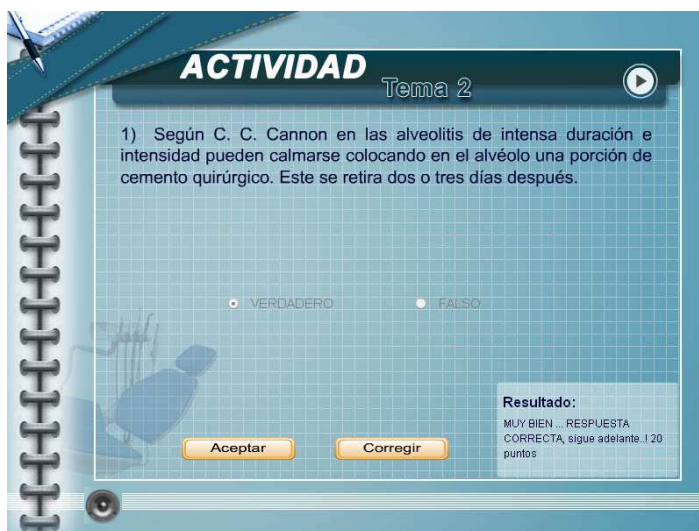 ACTIVIDAD
Tema 2
1) Según C. C. Cannon en las alveolitis de intensa duración e
intensidad pueden calmarse colocando en el alvéolo una porción de
cemento quirúrgico. Este se retira dos o tres días después.
VERDADERO FALSO
Resultado:
MUY BIEN ... RESPUESTA
CORRECTA, sigue adelante..! 20
puntos
Aceptar Corregir